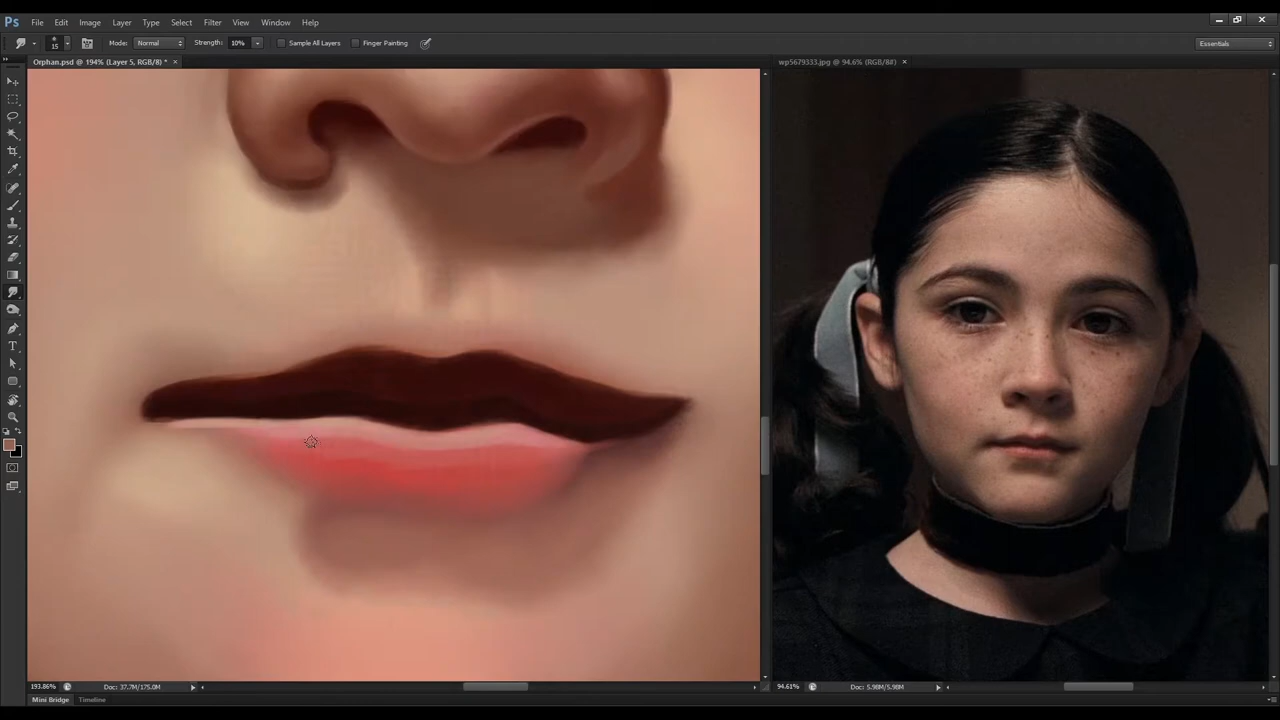 Ps File Edit Image Layer Type Select Filter View Window Help
15 Mode: Normal Strength: 10% Sample All Layers Finger Painting Essentials
Orphan.psd @ 194% (Layer 5, RGB/8) * × wp5679333.jpg @ 94.6% (RGB/8#) ×
T
193.86% Doc: 37.7M/175.0M 94.61% Doc: 5.98M/5.98M
Mini Bridge Timeline